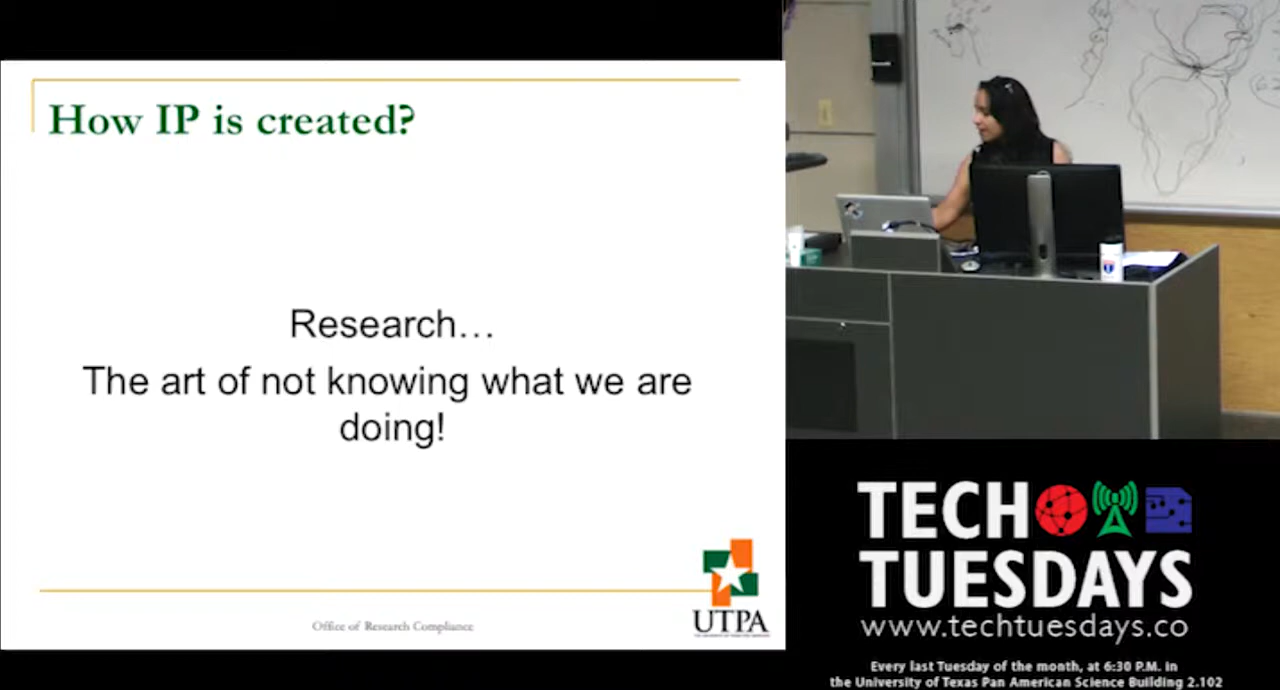 How IP is created?
Research…
The art of not knowing what we are
doing!
Office of Research Compliance
UTPA
TECH
TUESDAYS
www.techtuesdays.co
Every last Tuesday of the month, at 6:30 P.M. in
the University of Texas Pan American Science Building 2.102